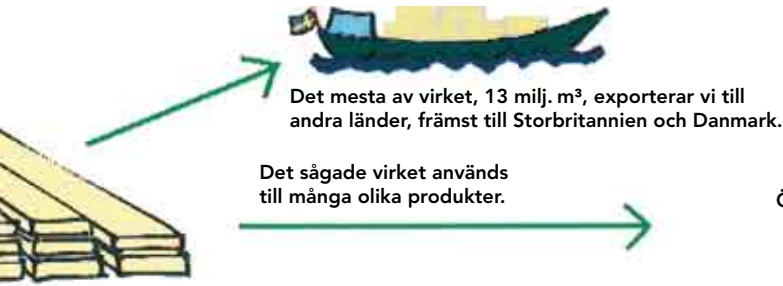 Det mesta av virket, 13 milj. m³, exporterar vi till
andra länder, främst till Storbritannien och Danmark.
Det sågade virket används
till många olika produkter.